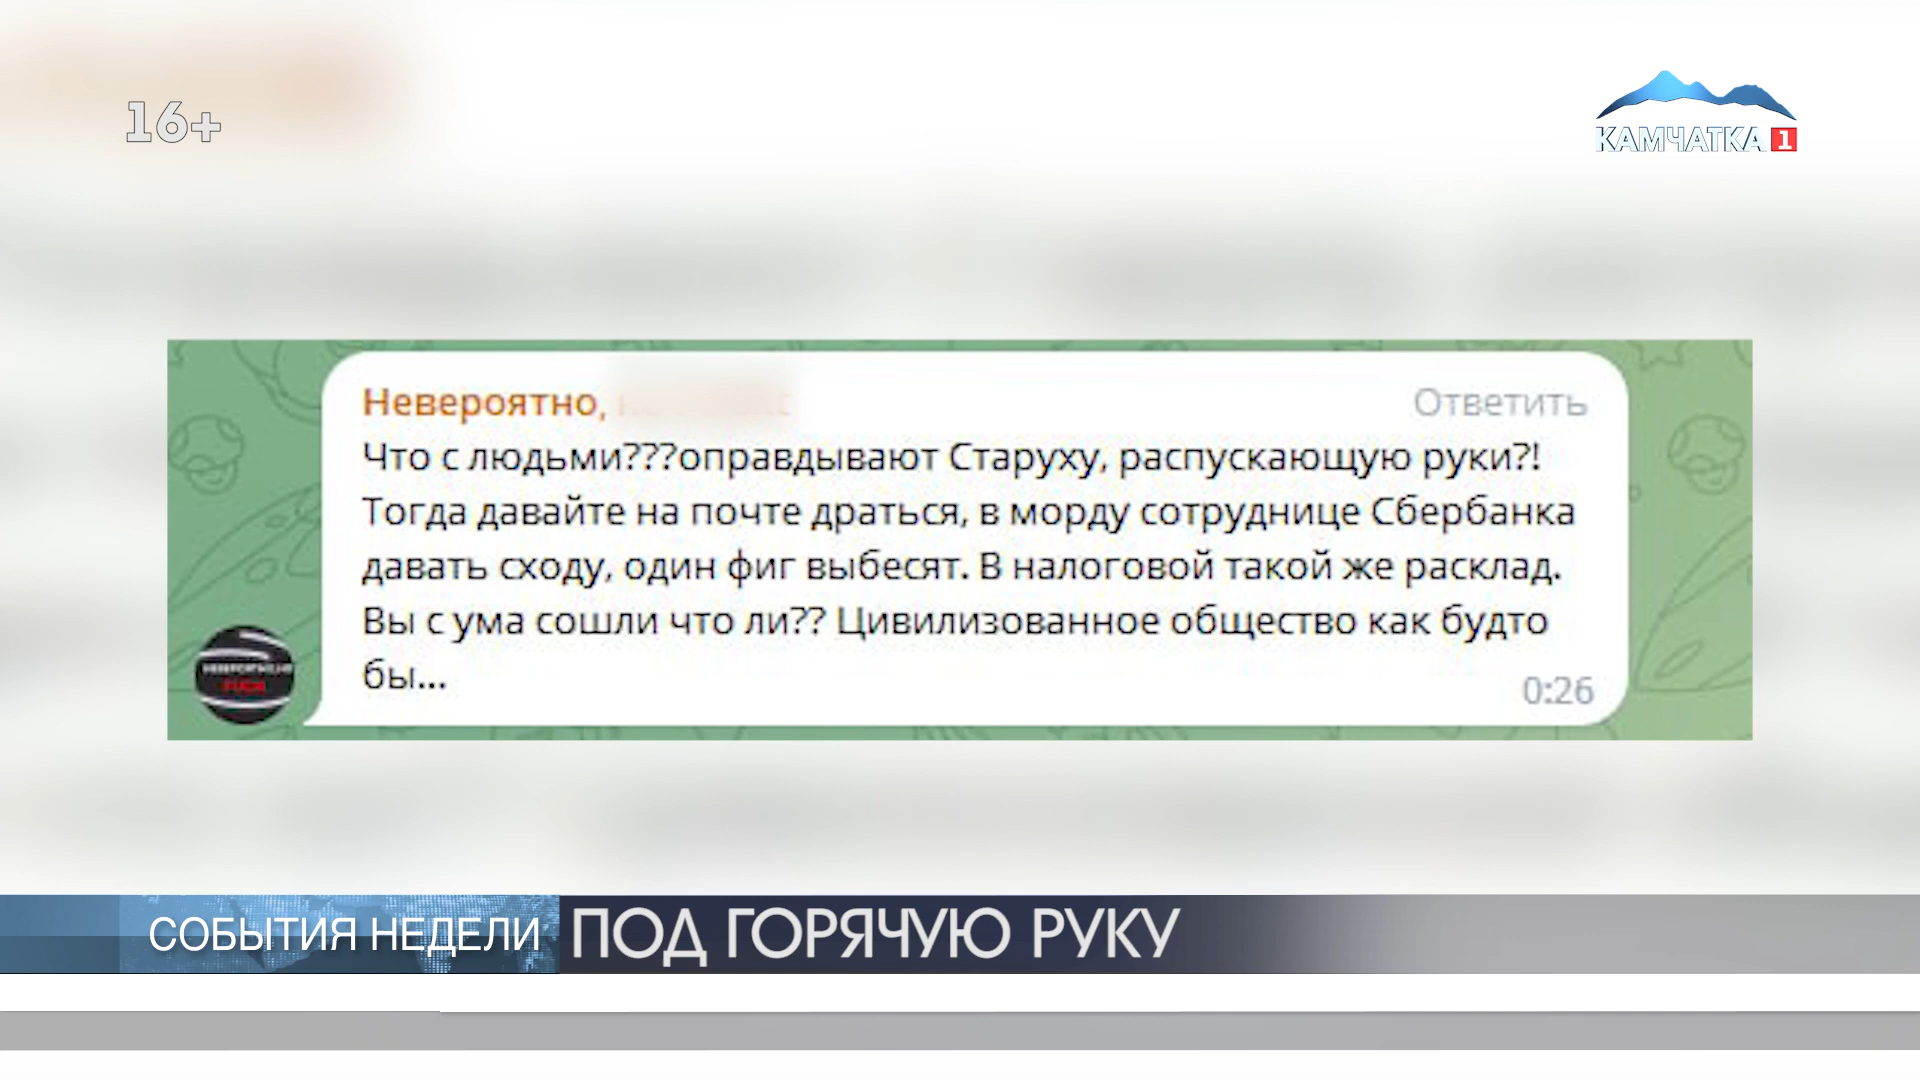 16+
КАМЧАТКА 1
Невероятно,
Ответить
Что с людьми???оправдывают Старуху, распускающую руки?!
Тогда давайте на почте драться, в морду сотруднице Сбербанка
давать сходу, один фиг выбесят. В налоговой такой же расклад.
Вы с ума сошли что ли?? Цивилизованное общество как будто
бы...
0:26
СОБЫТИЯ НЕДЕЛИ
ПОД ГОРЯЧУЮ РУКУ